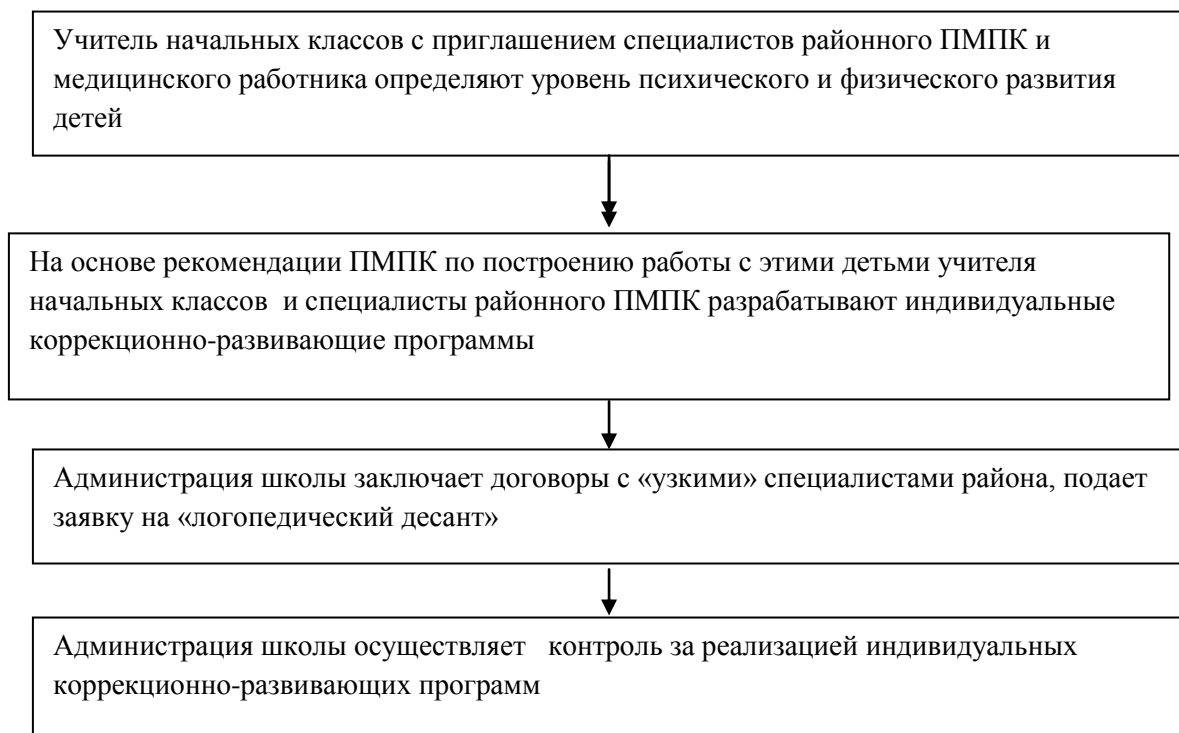 Учитель начальных классов с приглашением специалистов районного ПМПК и
медицинского работника определяют уровень психического и физического развития
детей
На основе рекомендации ПМПК по построению работы с этими детьми учителя
начальных классов  и специалисты районного ПМПК разрабатывают индивидуальные
коррекционно-развивающие программы
Администрация школы заключает договоры с «узкими» специалистами района, подает
заявку на «логопедический десант»
Администрация школы осуществляет   контроль за реализацией индивидуальных
коррекционно-развивающих программ